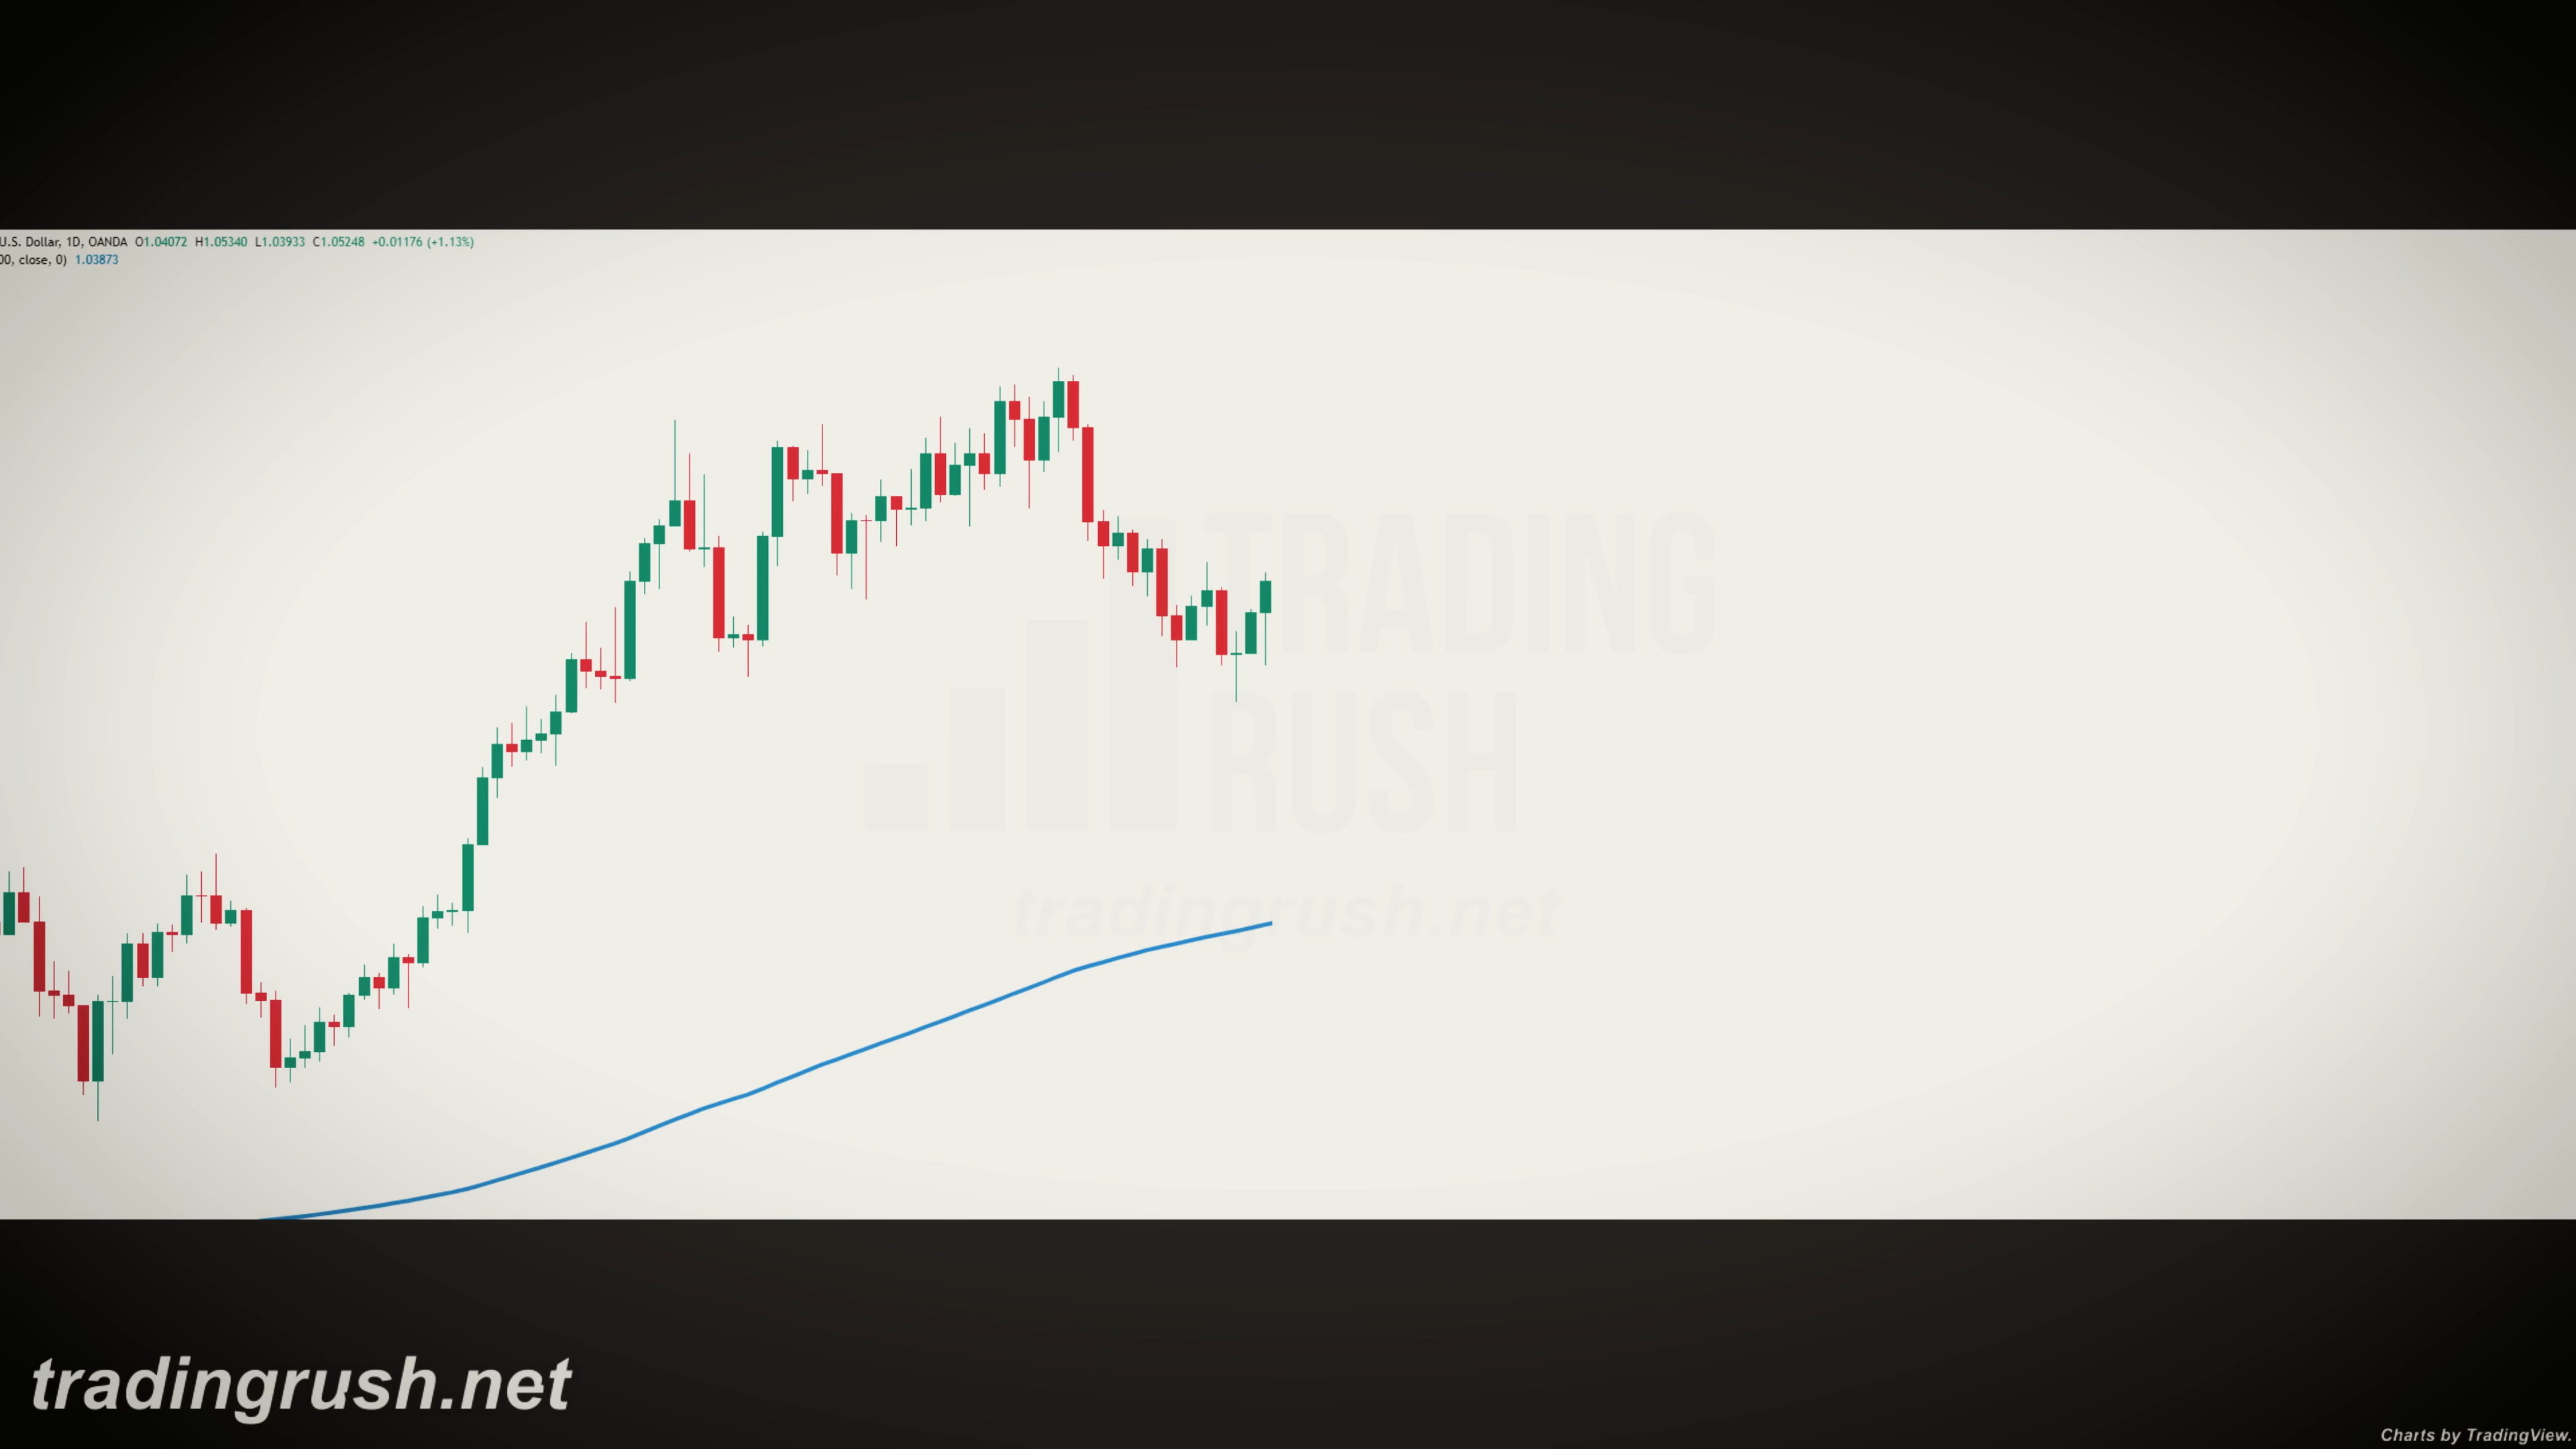 U.S. Dollar, 1D, OANDA O1.04072 H1.05340 L1.03933 C1.05248 +0.01176 (+1.13%)
00, close, 0) 1.03873
TRADING
RUSH
tradingrush.net
tradingrush.net
Charts by TradingView.